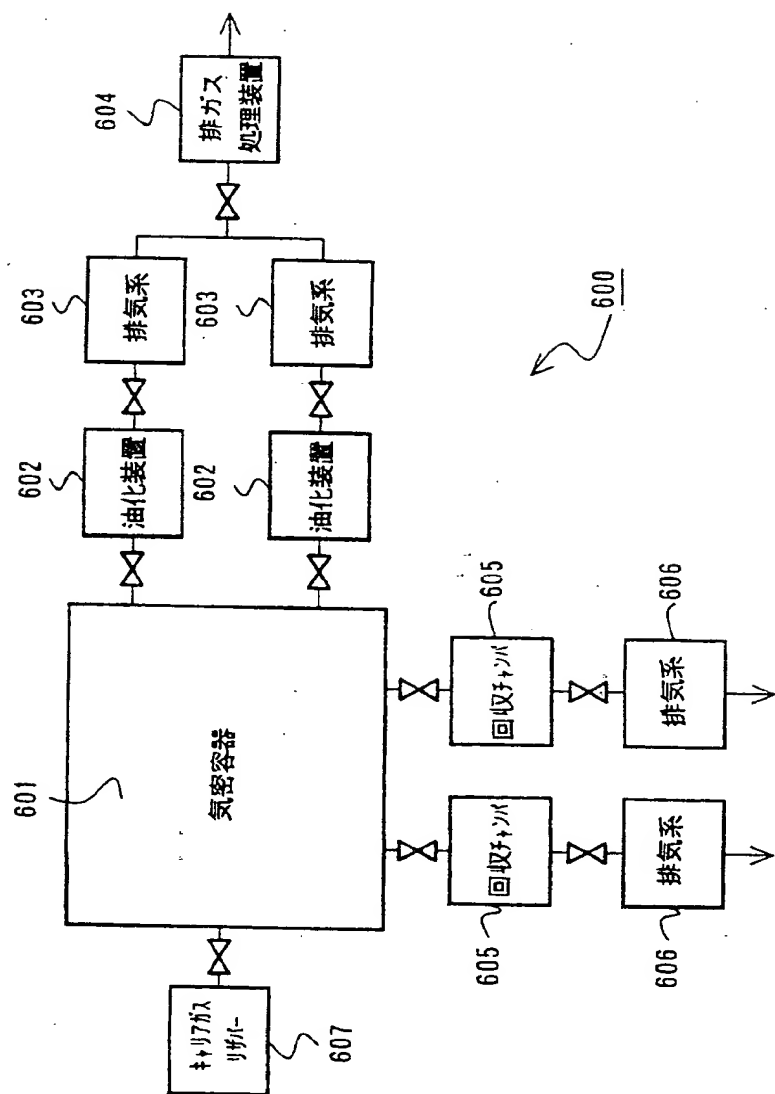 604
排ガス
処理装置
603
排気系
603
排気系
600
602
油化装置
602
油化装置
605
回収チャンバ
606
排気系
601
気密容器
605
回収チャンバ
606
排気系
キャリアガス
リザバー
607